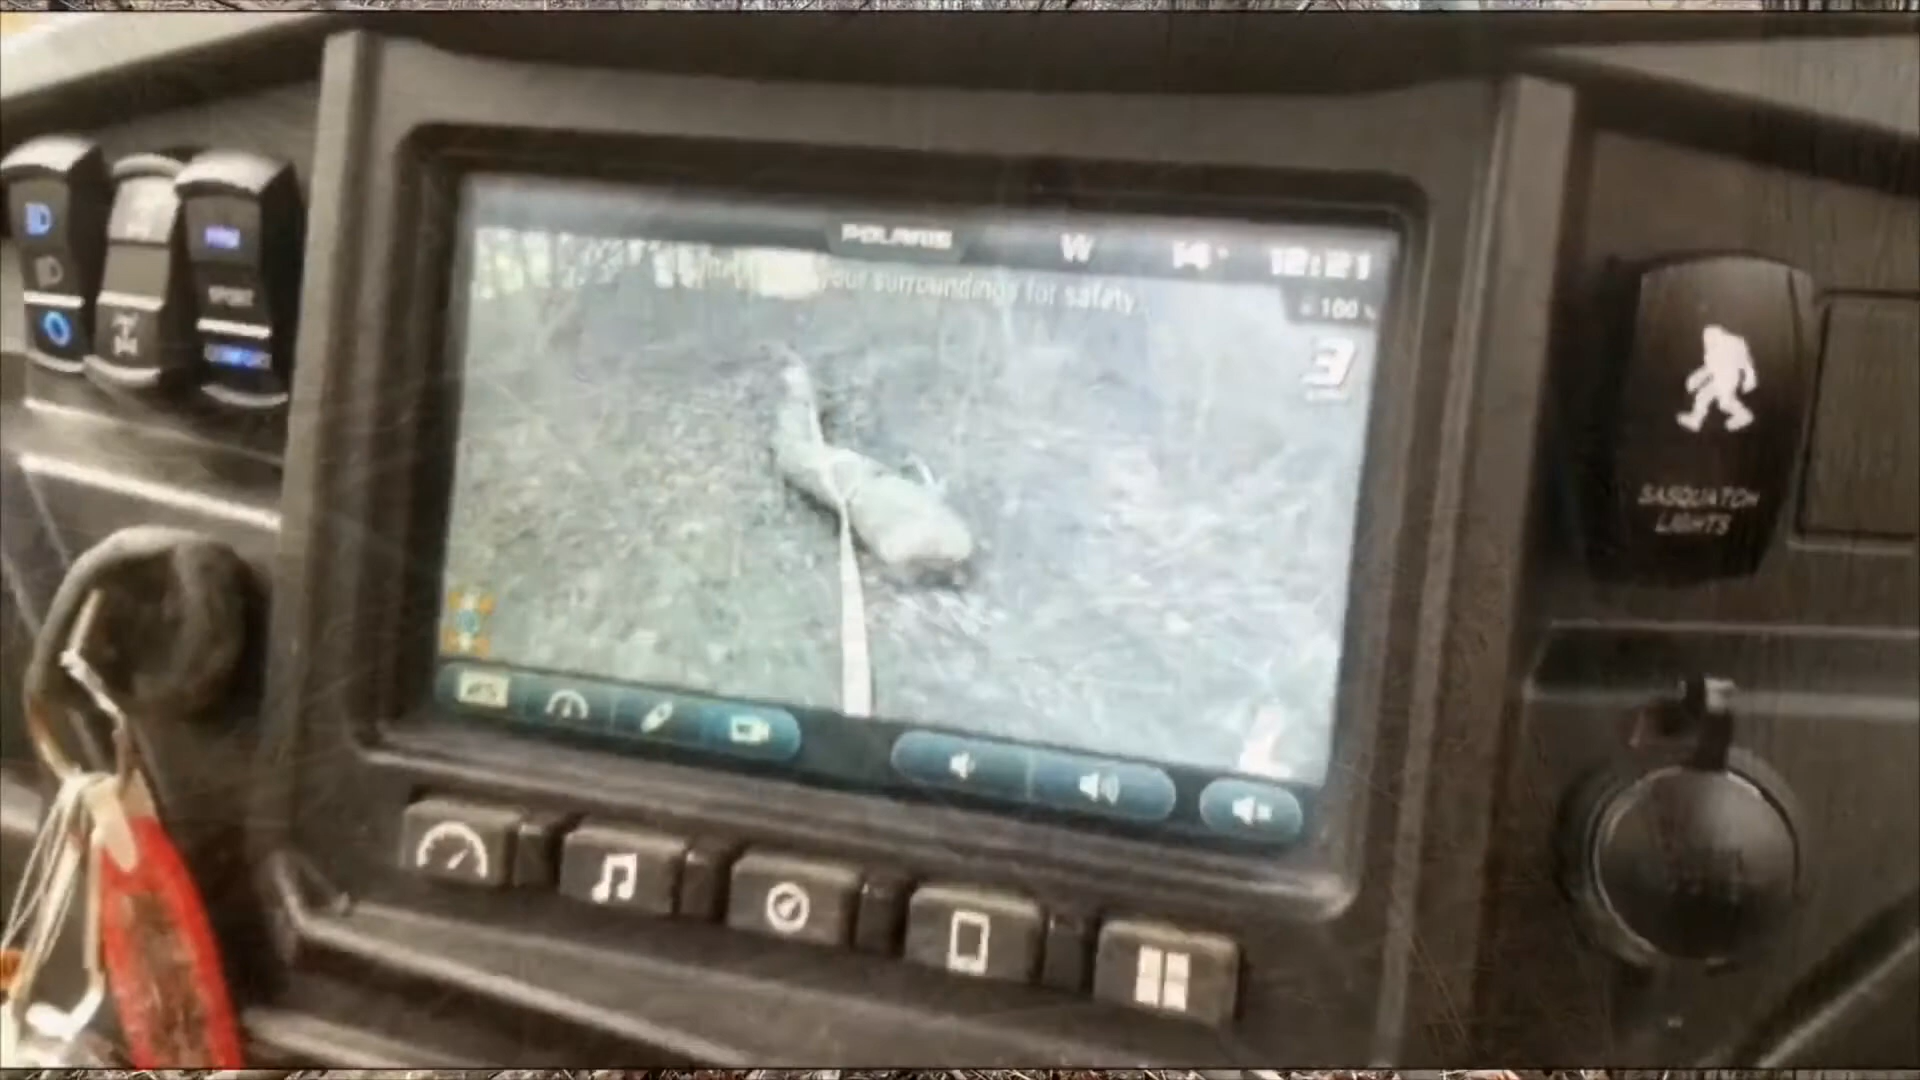 POLARIS W 14° 12:21
your surroundings for safety.
100
3
SPORT
COMFORT
SASQUATCH
LIGHTS